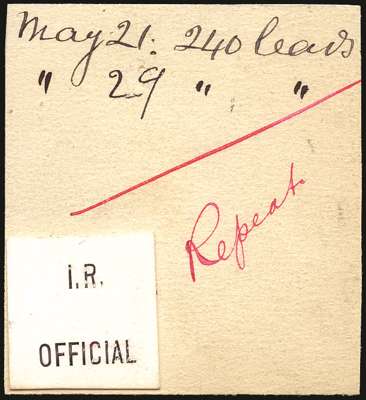 May 21. 240 leads
" 29 " "
Repeat.
I.R.
OFFICIAL